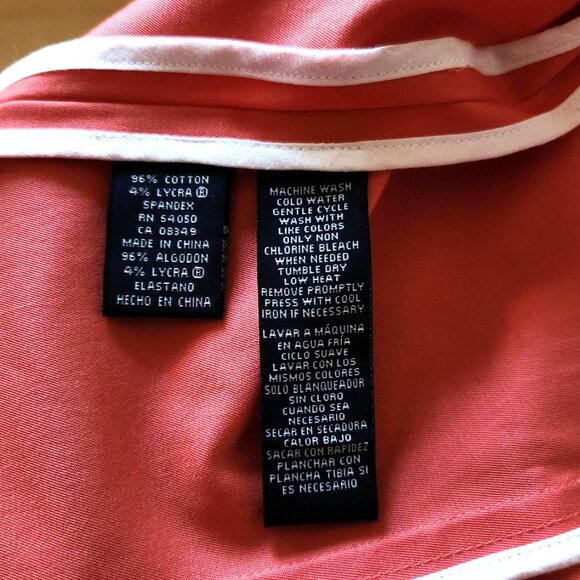 96% COTTON
4% LYCRA ®
SPANDEX
RN 54050
CA 08349
MADE IN CHINA
96% ALGODON
4% LYCRA ®
ELASTANO
HECHO EN CHINA
MACHINE WASH
COLD WATER
GENTLE CYCLE
WASH WITH
LIKE COLORS
ONLY NON
CHLORINE BLEACH
WHEN NEEDED
TUMBLE DRY
LOW HEAT
REMOVE PROMPTLY
PRESS WITH COOL
IRON IF NECESSARY
LAVAR A MÁQUINA
EN AGUA FRÍA
CICLO SUAVE
LAVAR CON LOS
MISMOS COLORES
SOLO BLANQUEADOR
SIN CLORO
CUANDO SEA
NECESARIO
SECAR EN SECADORA
CALOR BAJO
SACAR CON RAPIDEZ
PLANCHAR CON
PLANCHA TIBIA SI
ES NECESARIO